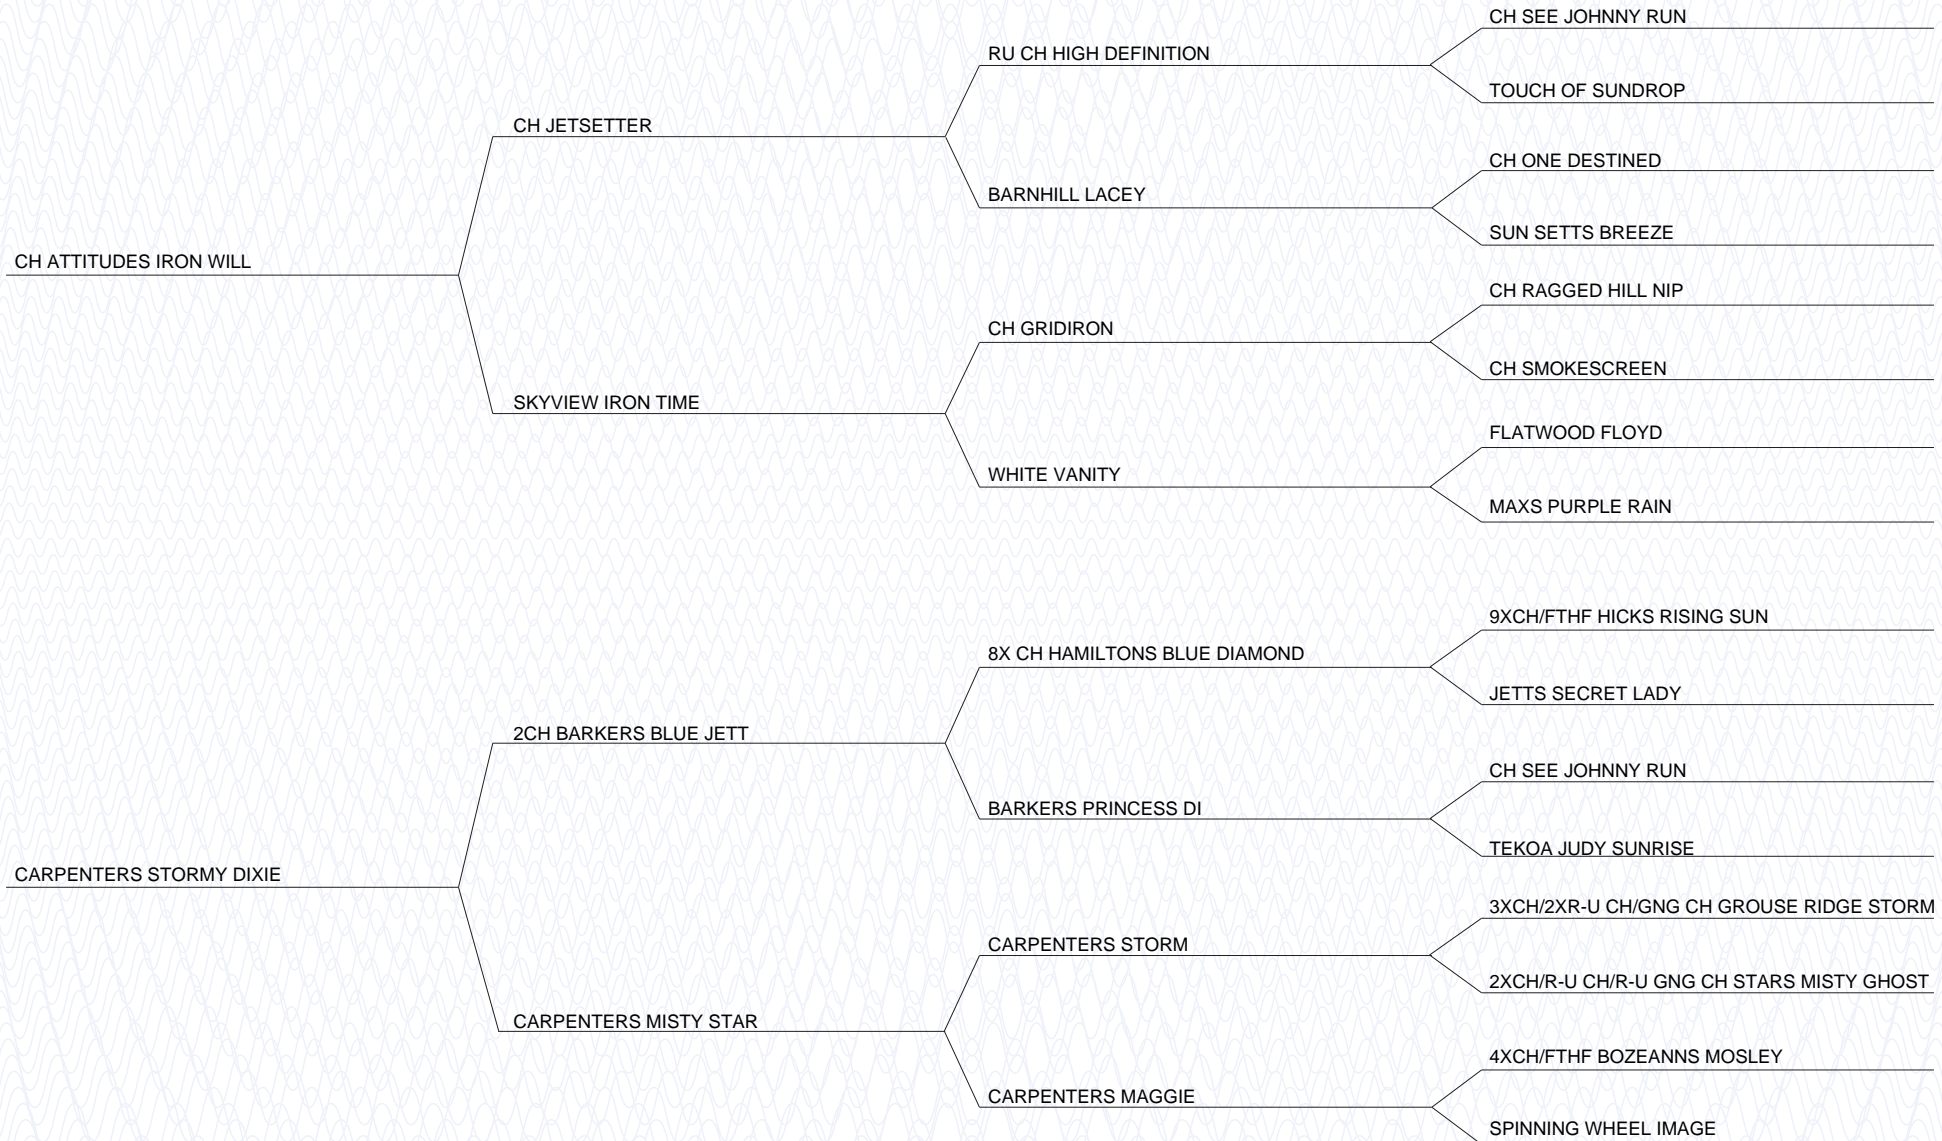 CH SEE JOHNNY RUN
RU CH HIGH DEFINITION
TOUCH OF SUNDROP
CH JETSETTER
CH ONE DESTINED
BARNHILL LACEY
SUN SETTS BREEZE
CH ATTITUDES IRON WILL
CH RAGGED HILL NIP
CH GRIDIRON
CH SMOKESCREEN
SKYVIEW IRON TIME
FLATWOOD FLOYD
WHITE VANITY
MAXS PURPLE RAIN
9XCH/FTHF HICKS RISING SUN
8X CH HAMILTONS BLUE DIAMOND
JETTS SECRET LADY
2CH BARKERS BLUE JETT
CH SEE JOHNNY RUN
BARKERS PRINCESS DI
TEKOA JUDY SUNRISE
CARPENTERS STORMY DIXIE
3XCH/2XR-U CH/GNG CH GROUSE RIDGE STORM
CARPENTERS STORM
2XCH/R-U CH/R-U GNG CH STARS MISTY GHOST
CARPENTERS MISTY STAR
4XCH/FTHF BOZEANNS MOSLEY
CARPENTERS MAGGIE
SPINNING WHEEL IMAGE